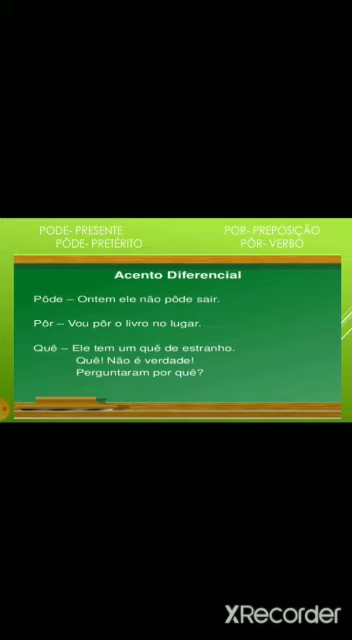 PODE- PRESENTE
PÔDE- PRETÉRITO
POR- PREPOSIÇÃO
PÔR- VERBO
Acento Diferencial
Pôde – Ontem ele não pôde sair.
Pôr – Vou pôr o livro no lugar.
Quê – Ele tem um quê de estranho.
Quê! Não é verdade!
Perguntaram por quê?
XRecorder